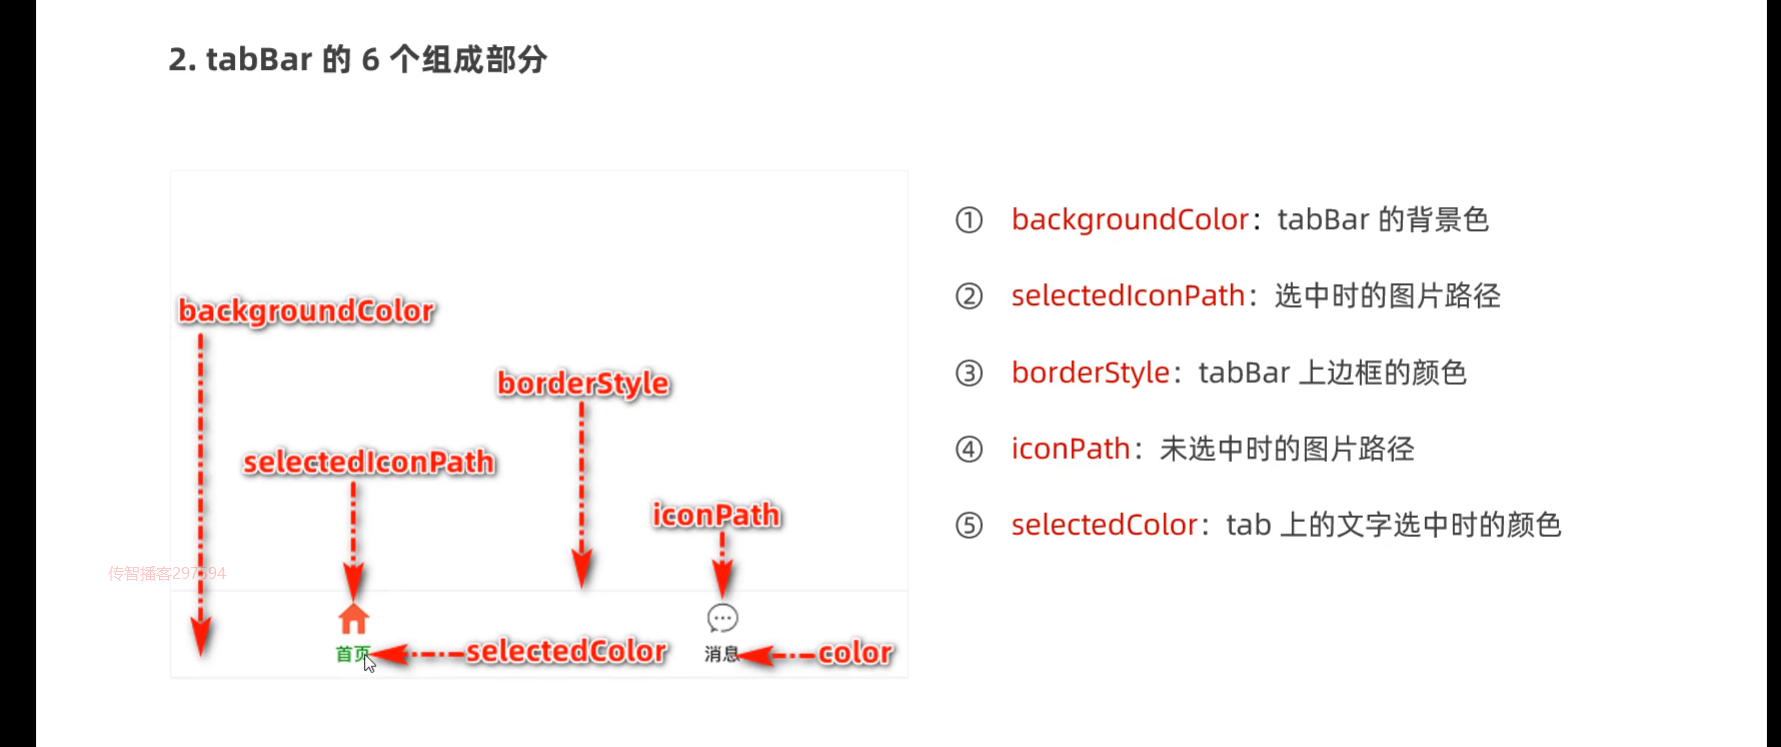 2. tabBar 的 6 个组成部分
backgroundColor
borderStyle
selectedIconPath
iconPath
传智播客297594
首页
selectedColor
消息
color
① backgroundColor：tabBar 的背景色
② selectedIconPath：选中时的图片路径
③ borderStyle：tabBar 上边框的颜色
④ iconPath：未选中时的图片路径
⑤ selectedColor：tab 上的文字选中时的颜色